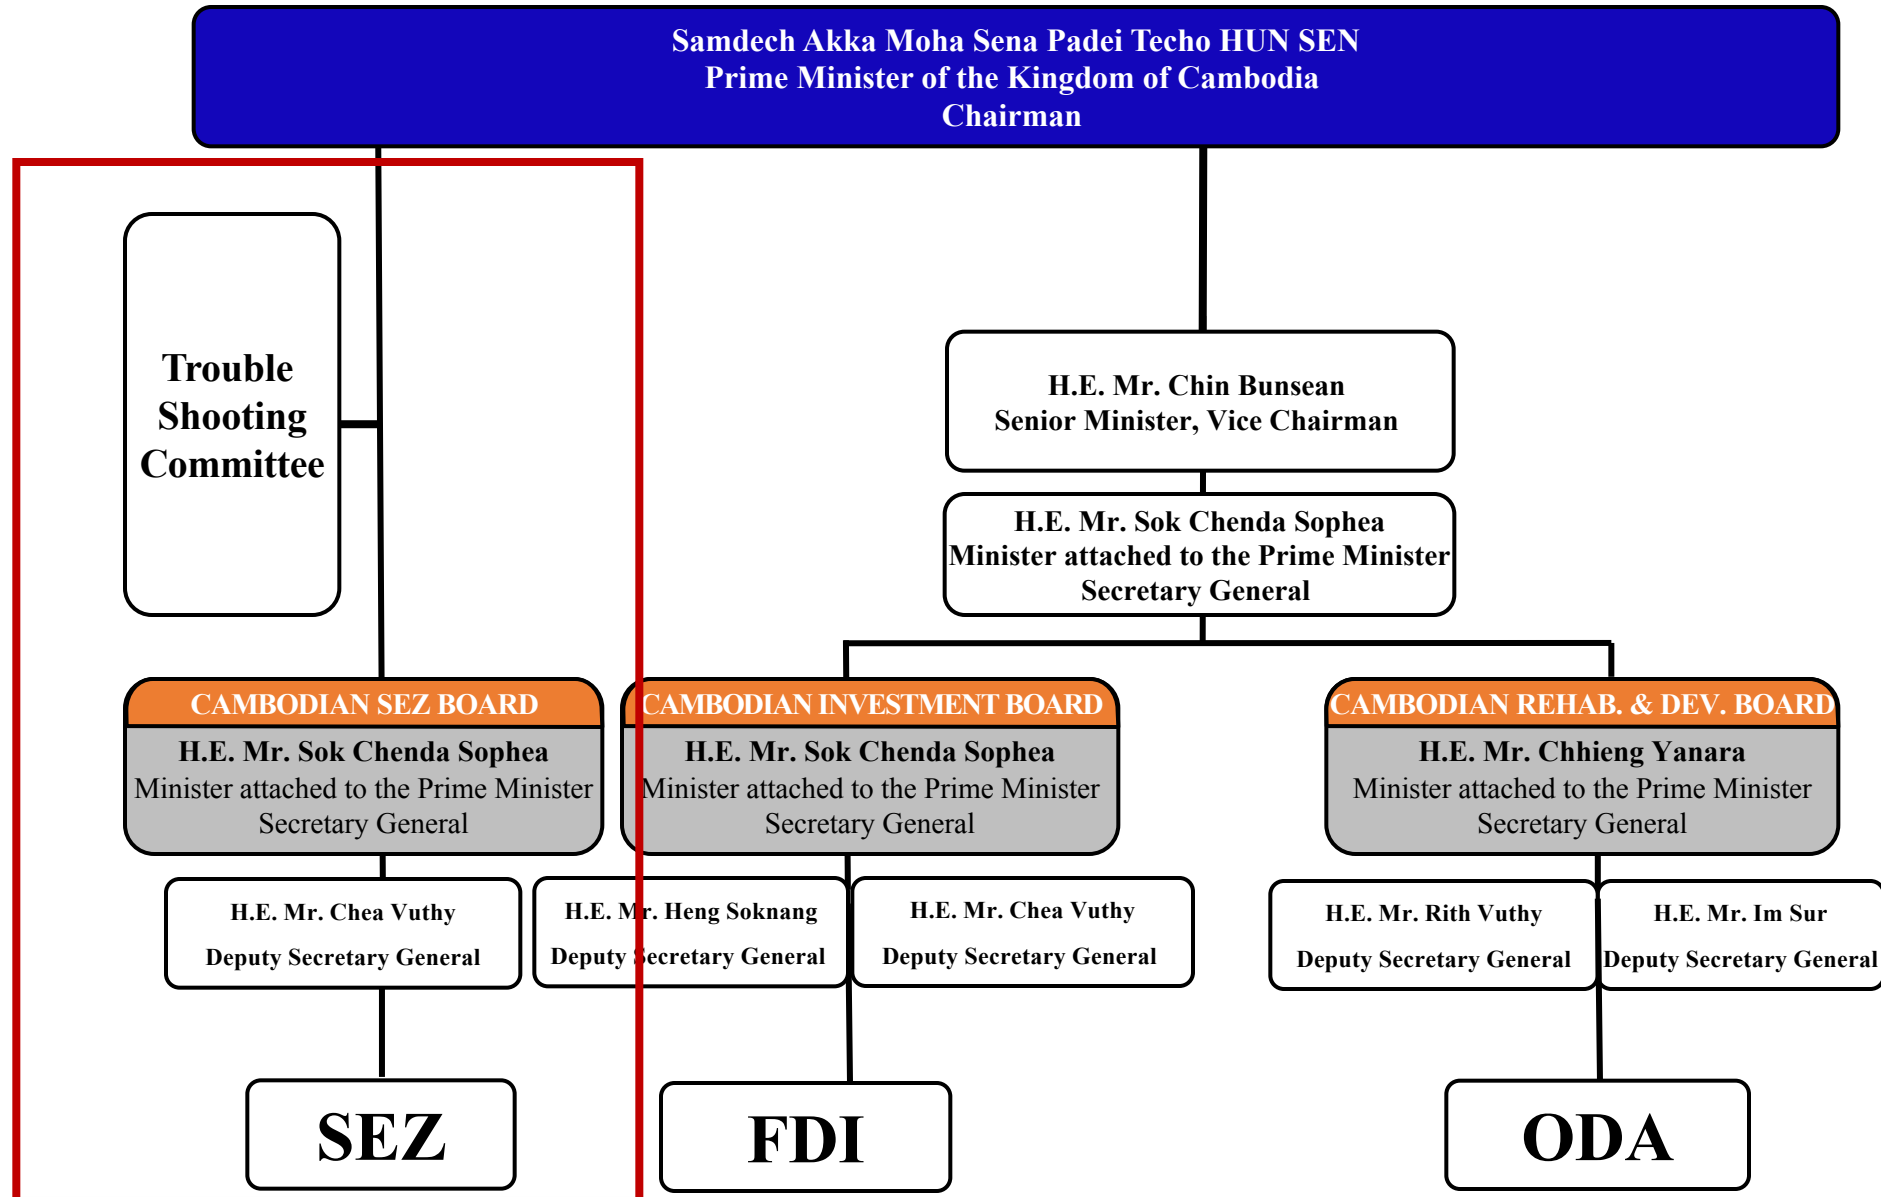 Samdech Akka Moha Sena Padei Techo HUN SEN
Prime Minister of the Kingdom of Cambodia
Chairman
Trouble
Shooting
Committee
H.E. Mr. Chin Bunsean
Senior Minister, Vice Chairman
H.E. Mr. Sok Chenda Sophea
Minister attached to the Prime Minister
Secretary General
CAMBODIAN SEZ BOARD
H.E. Mr. Sok Chenda Sophea
Minister attached to the Prime Minister
Secretary General
CAMBODIAN INVESTMENT BOARD
H.E. Mr. Sok Chenda Sophea
Minister attached to the Prime Minister
Secretary General
CAMBODIAN REHAB. & DEV. BOARD
H.E. Mr. Chhieng Yanara
Minister attached to the Prime Minister
Secretary General
H.E. Mr. Chea Vuthy
Deputy Secretary General
H.E. Mr. Heng Soknang
Deputy Secretary General
H.E. Mr. Chea Vuthy
Deputy Secretary General
H.E. Mr. Rith Vuthy
Deputy Secretary General
H.E. Mr. Im Sur
Deputy Secretary General
SEZ
FDI
ODA